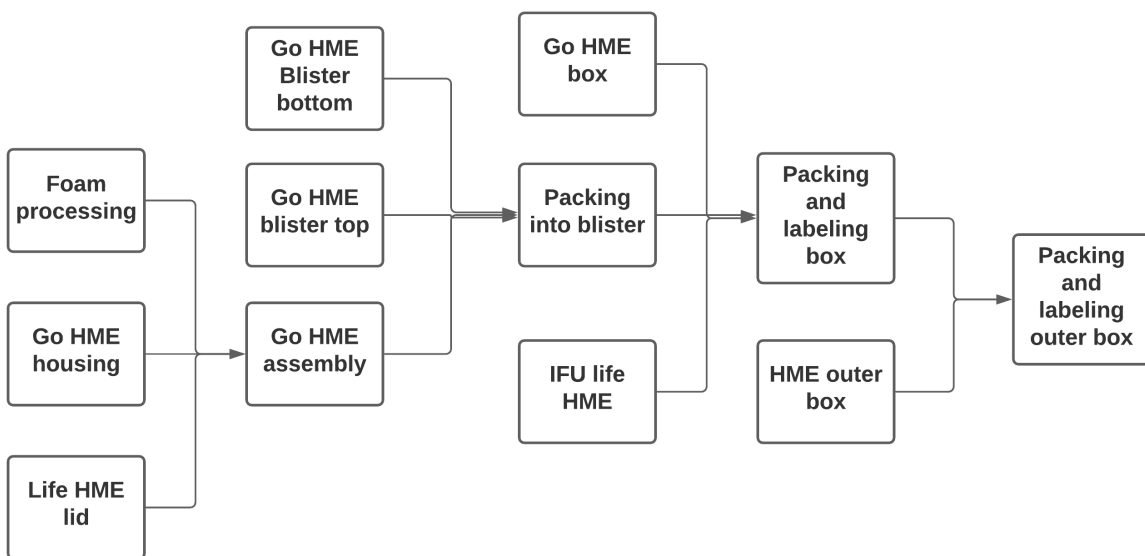 Go HME
Blister
bottom
Go HME
box
Foam
processing
Go HME
blister top
Packing
into blister
Packing
and
labeling
box
Packing
and
labeling
outer box
Go HME
housing
Go HME
assembly
IFU life
HME
HME outer
box
Life HME
lid